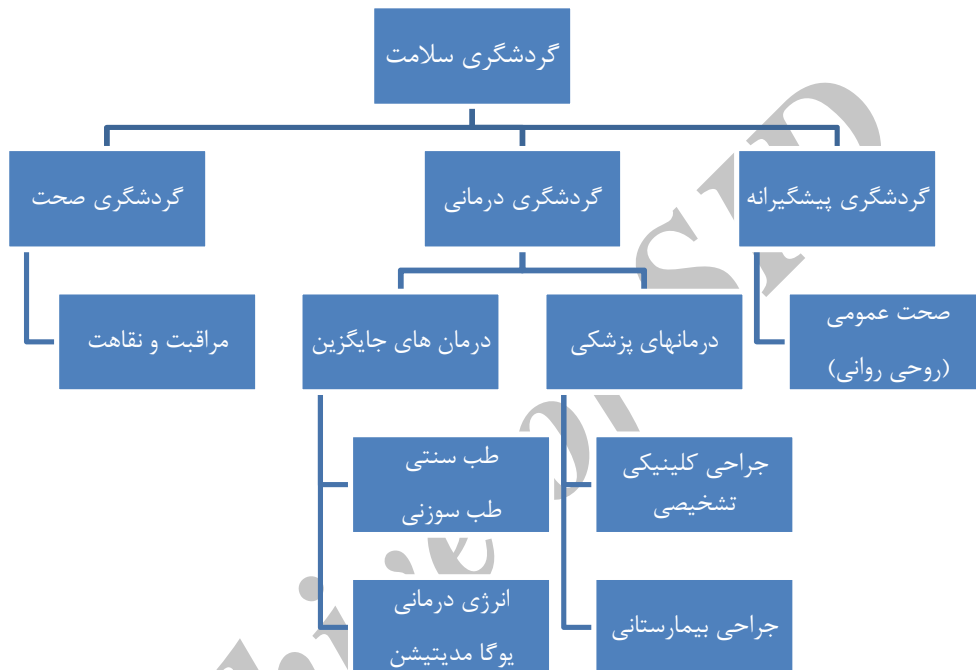 گردشگری سلامت
گردشگری پیشگیرانه
گردشگری درمانی
گردشگری صحت
صحت عمومی
(روحی روانی)
درمانهای پزشکی
درمان های جایگزین
مراقبت و نقاهت
جراحی کلینیکی
تشخیصی
طب سنتی
طب سوزنی
جراحی بیمارستانی
انرژی درمانی
یوگا مدیتیشن